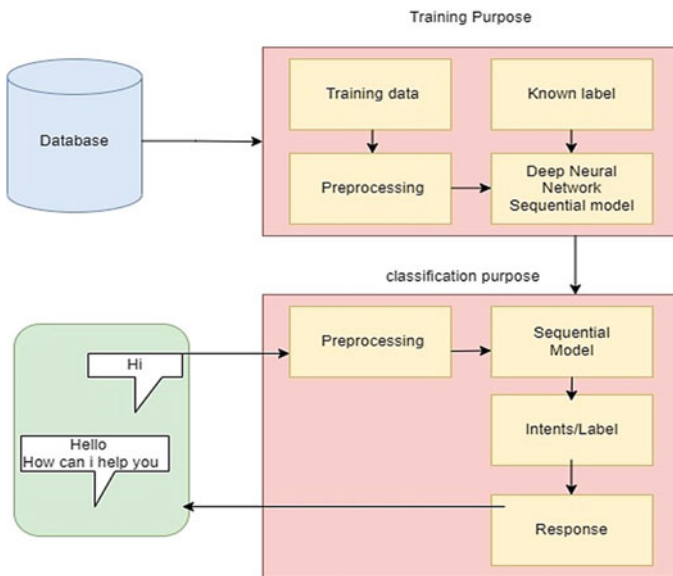 Training Purpose
Database
Training data
Known label
Preprocessing
Deep Neural
Network
Sequential model
classification purpose
Hi
Hello
How can i help you
Preprocessing
Sequential
Model
Intents/Label
Response